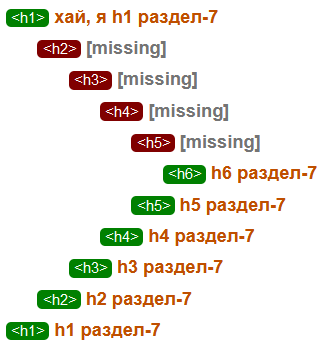 <h1> хай, я h1 раздел-7
<h2> [missing]
<h3> [missing]
<h4> [missing]
<h5> [missing]
<h6> h6 раздел-7
<h5> h5 раздел-7
<h4> h4 раздел-7
<h3> h3 раздел-7
<h2> h2 раздел-7
<h1> h1 раздел-7